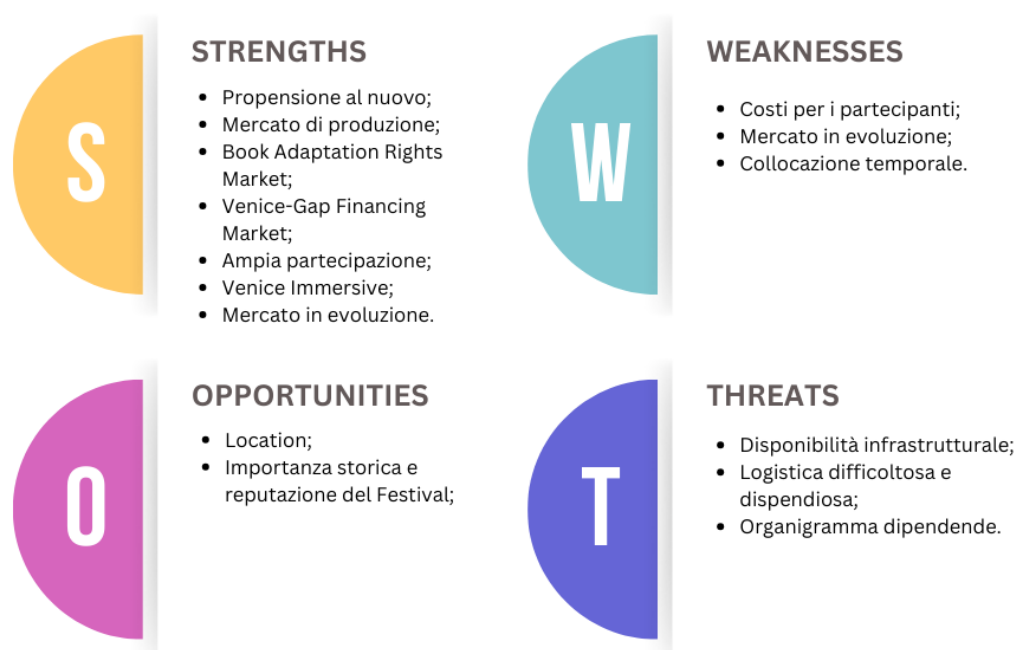 S
STRENGTHS
• Propensione al nuovo;
• Mercato di produzione;
• Book Adaptation Rights
Market;
• Venice-Gap Financing
Market;
• Ampia partecipazione;
• Venice Immersive;
• Mercato in evoluzione.
W
WEAKNESSES
• Costi per i partecipanti;
• Mercato in evoluzione;
• Collocazione temporale.
O
OPPORTUNITIES
• Location;
• Importanza storica e
reputazione del Festival;
T
THREATS
• Disponibilità infrastrutturale;
• Logistica difficoltosa e
dispendiosa;
• Organigramma dipendende.